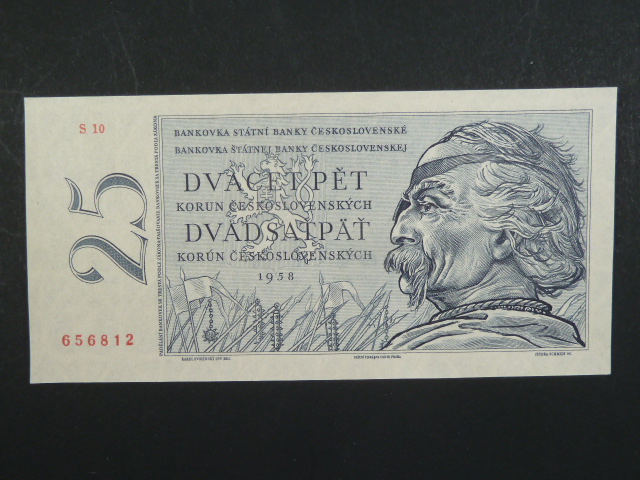 S 10
25
656812
BANKOVKA STÁTNÍ BANKY ČESKOSLOVENSKÉ
BANKOVKA ŠTÁTNEJ BANKY ČESKOSLOVENSKEJ
DVACET PĚT
KORUN ČESKOSLOVENSKÝCH
DVADSAŤPÄŤ
KORÚN ČESKOSLOVENSKÝCH
1958